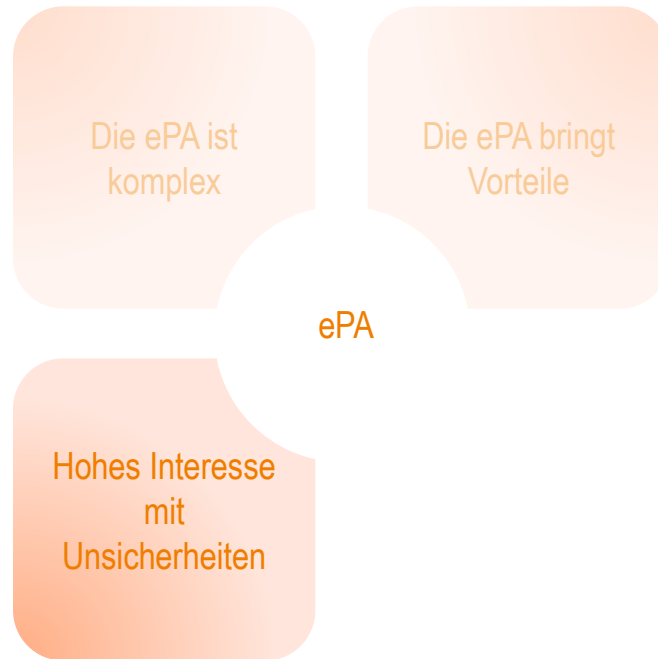 Die ePA ist
komplex
Die ePA bringt
Vorteile
ePA
Hohes Interesse
mit
Unsicherheiten